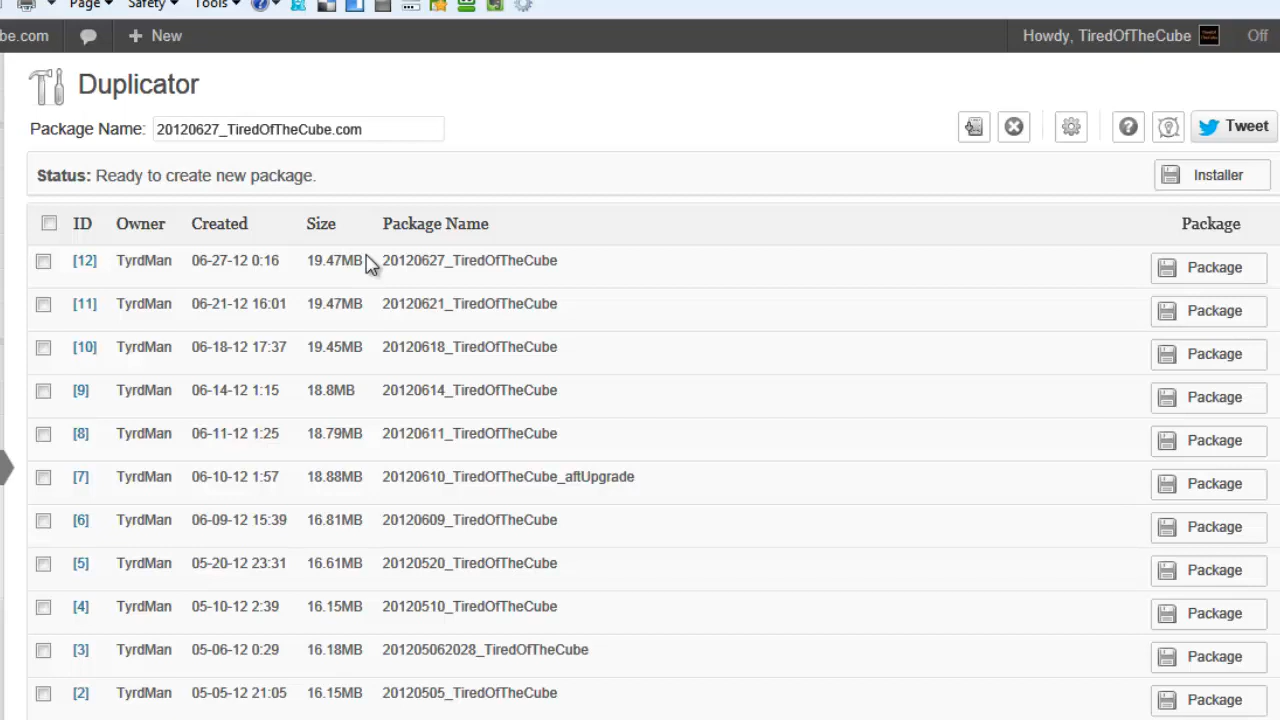 Page Safety Tools
be.com New Howdy, TiredOfTheCube Off
Duplicator
Package Name: 20120627_TiredOfTheCube.com Tweet
Status: Ready to create new package. Installer
ID Owner Created Size Package Name Package
[12] TyrdMan 06-27-12 0:16 19.47MB 20120627_TiredOfTheCube Package
[11] TyrdMan 06-21-12 16:01 19.47MB 20120621_TiredOfTheCube Package
[10] TyrdMan 06-18-12 17:37 19.45MB 20120618_TiredOfTheCube Package
[9] TyrdMan 06-14-12 1:15 18.8MB 20120614_TiredOfTheCube Package
[8] TyrdMan 06-11-12 1:25 18.79MB 20120611_TiredOfTheCube Package
[7] TyrdMan 06-10-12 1:57 18.88MB 20120610_TiredOfTheCube_aftUpgrade Package
[6] TyrdMan 06-09-12 15:39 16.81MB 20120609_TiredOfTheCube Package
[5] TyrdMan 05-20-12 23:31 16.61MB 20120520_TiredOfTheCube Package
[4] TyrdMan 05-10-12 2:39 16.15MB 20120510_TiredOfTheCube Package
[3] TyrdMan 05-06-12 0:29 16.18MB 201205062028_TiredOfTheCube Package
[2] TyrdMan 05-05-12 21:05 16.15MB 20120505_TiredOfTheCube Package